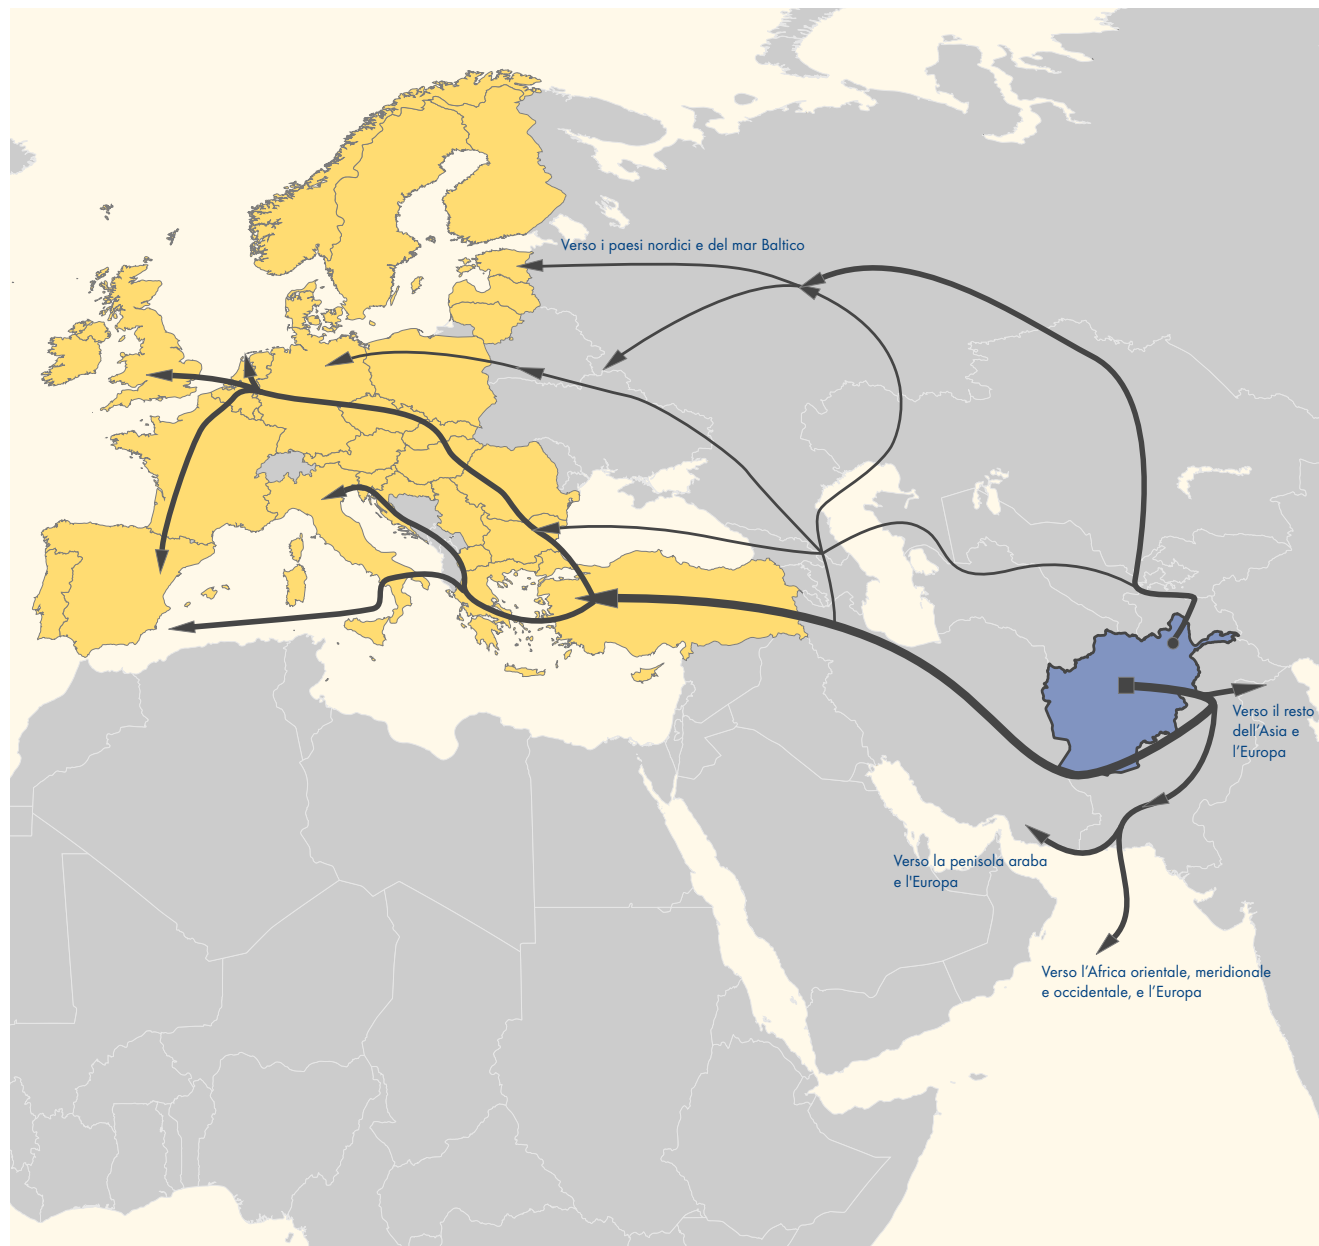 Verso i paesi nordici e del mar Baltico
Verso il resto
dell’Asia e
l’Europa
Verso la penisola araba
e l'Europa
Verso l’Africa orientale, meridionale
e occidentale, e l’Europa